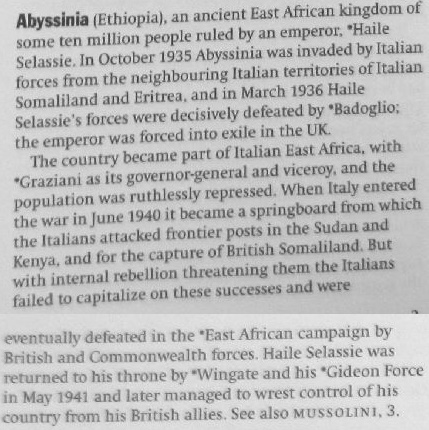 Abyssinia (Ethiopia), an ancient East African kingdom of
some ten million people ruled by an emperor, *Haile
Selassie. In October 1935 Abyssinia was invaded by Italian
forces from the neighbouring Italian territories of Italian
Somaliland and Eritrea, and in March 1936 Haile
Selassie's forces were decisively defeated by *Badoglio;
the emperor was forced into exile in the UK.
The country became part of Italian East Africa, with
*Graziani as its governor-general and viceroy, and the
population was ruthlessly repressed. When Italy entered
the war in June 1940 it became a springboard from which
the Italians attacked frontier posts in the Sudan and
Kenya, and for the capture of British Somaliland. But
with internal rebellion threatening them the Italians
failed to capitalize on these successes and were
eventually defeated in the *East African campaign by
British and Commonwealth forces. Haile Selassie was
returned to his throne by *Wingate and his *Gideon Force
in May 1941 and later managed to wrest control of his
country from his British allies. See also MUSSOLINI, 3.